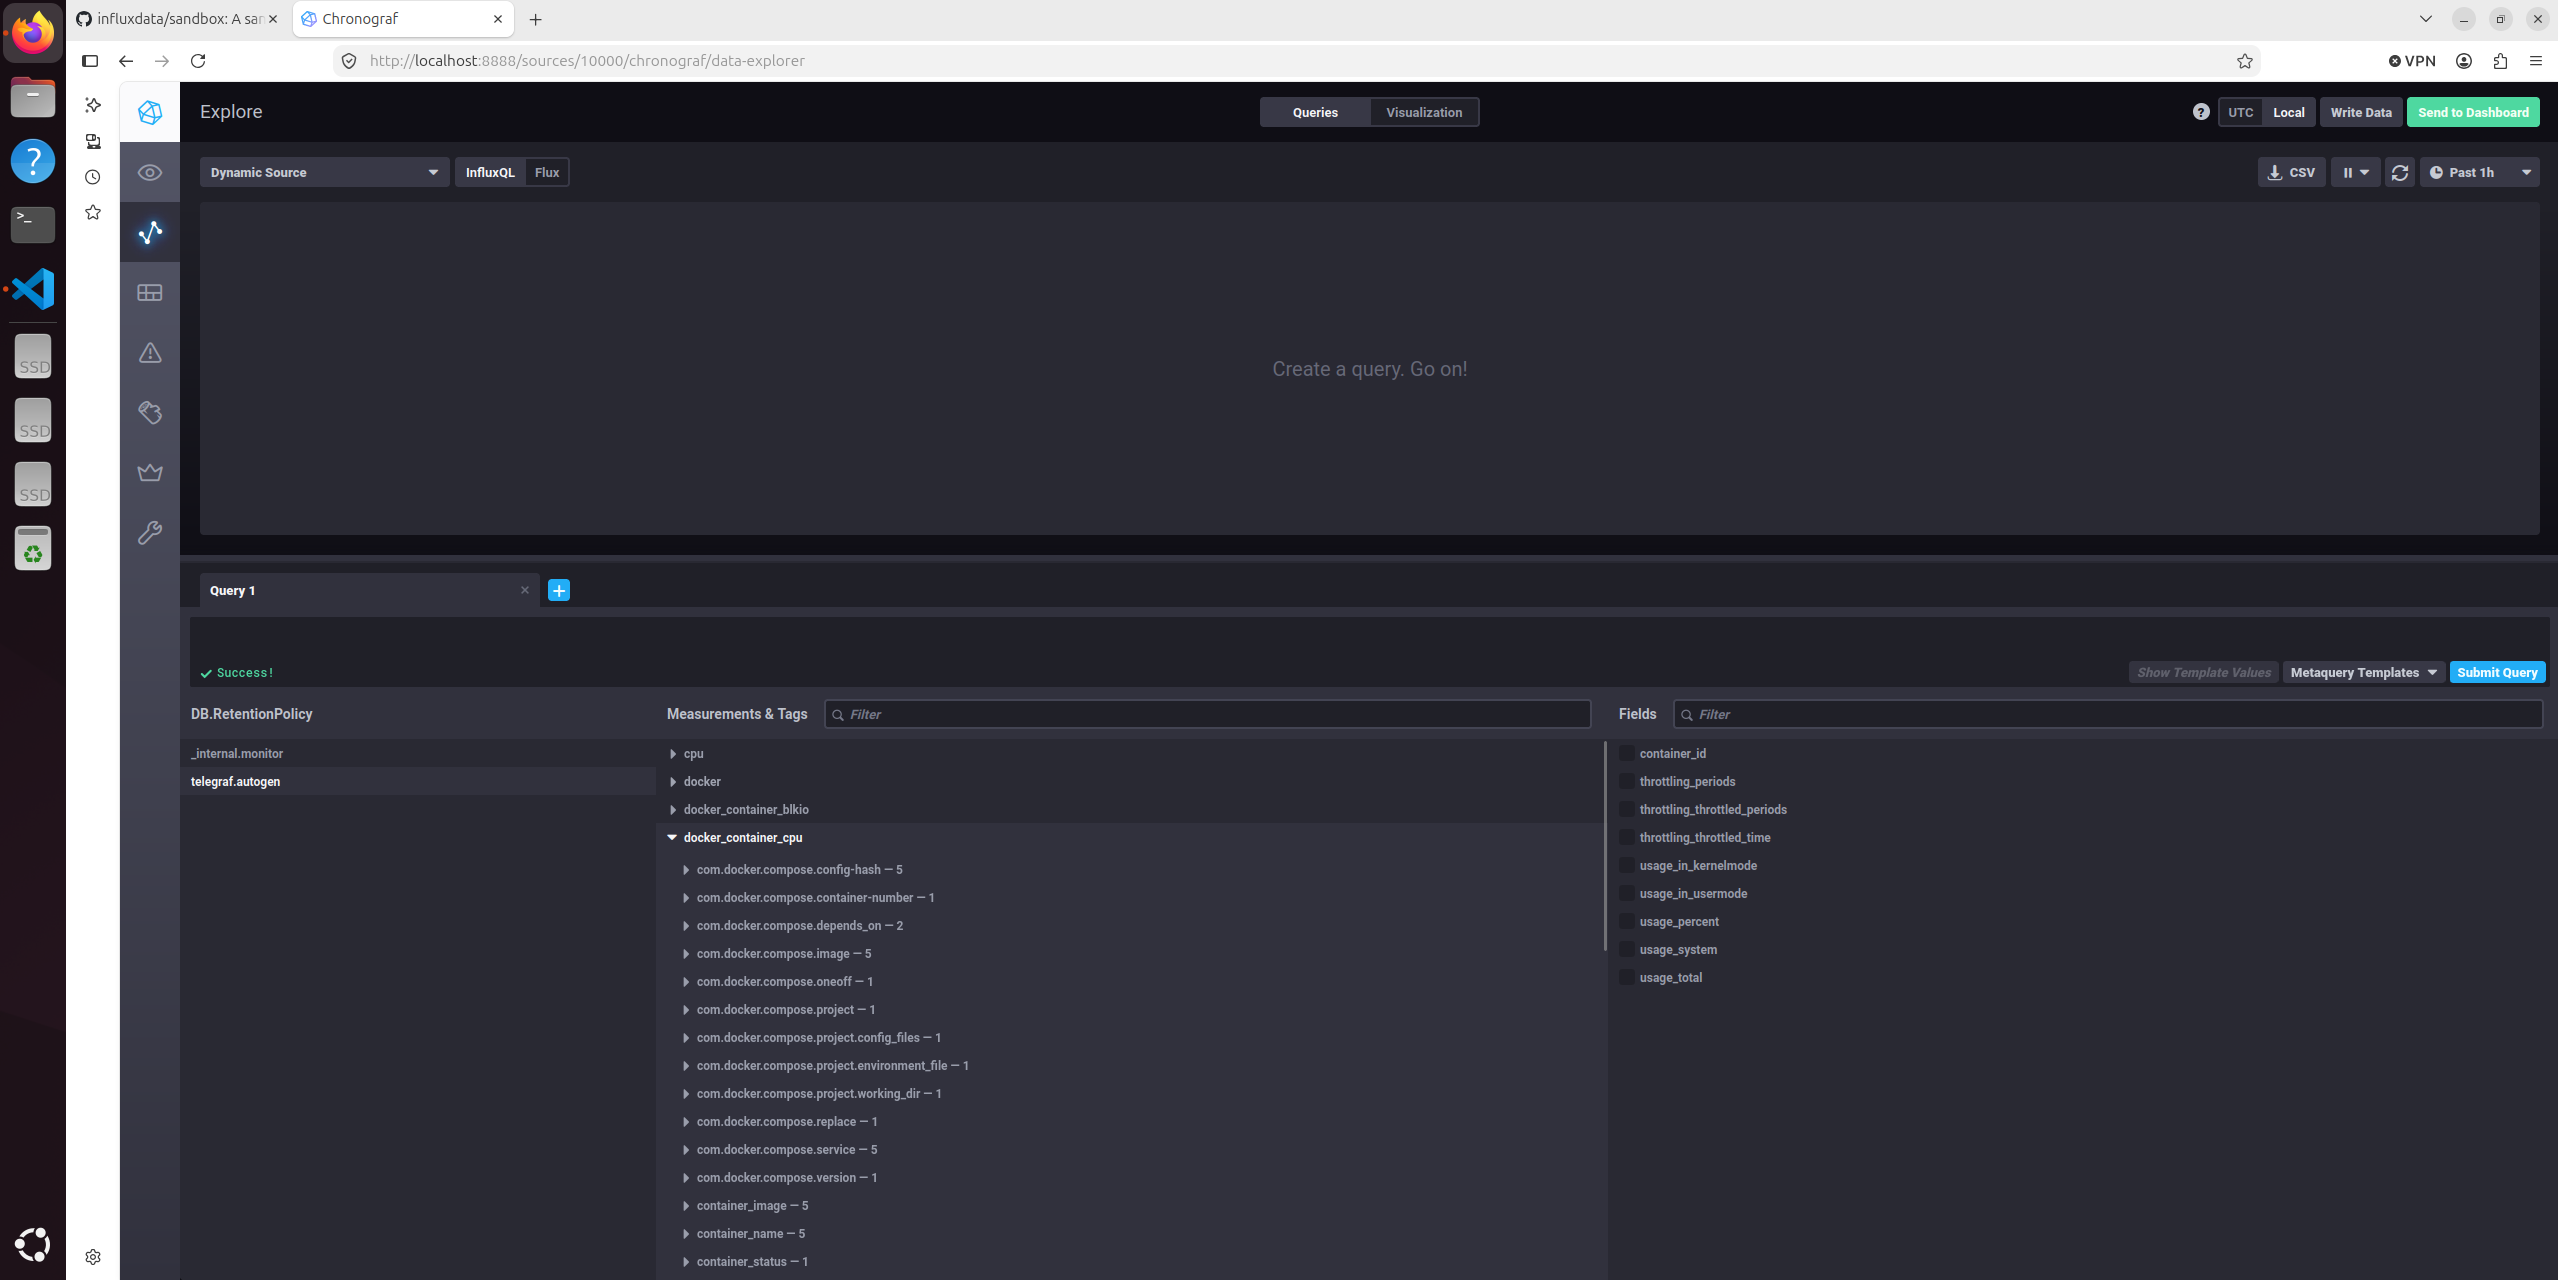 influxdata/sandbox: A san
Chronograf
http://localhost:8888/sources/10000/chronograf/data-explorer
VPN
Explore
Queries
Visualization
UTC
Local
Write Data
Send to Dashboard
Dynamic Source
InfluxQL
Flux
CSV
Past 1h
Create a query. Go on!
Query 1
Success!
Show Template Values
Metaquery Templates
Submit Query
DB.RetentionPolicy
Measurements & Tags
Filter
Fields
Filter
_internal.monitor
telegraf.autogen
cpu
docker
docker_container_blkio
docker_container_cpu
com.docker.compose.config-hash — 5
com.docker.compose.container-number — 1
com.docker.compose.depends_on — 2
com.docker.compose.image — 5
com.docker.compose.oneoff — 1
com.docker.compose.project — 1
com.docker.compose.project.config_files — 1
com.docker.compose.project.environment_file — 1
com.docker.compose.project.working_dir — 1
com.docker.compose.replace — 1
com.docker.compose.service — 5
com.docker.compose.version — 1
container_image — 5
container_name — 5
container_status — 1
container_id
throttling_periods
throttling_throttled_periods
throttling_throttled_time
usage_in_kernelmode
usage_in_usermode
usage_percent
usage_system
usage_total
SSD
SSD
SSD